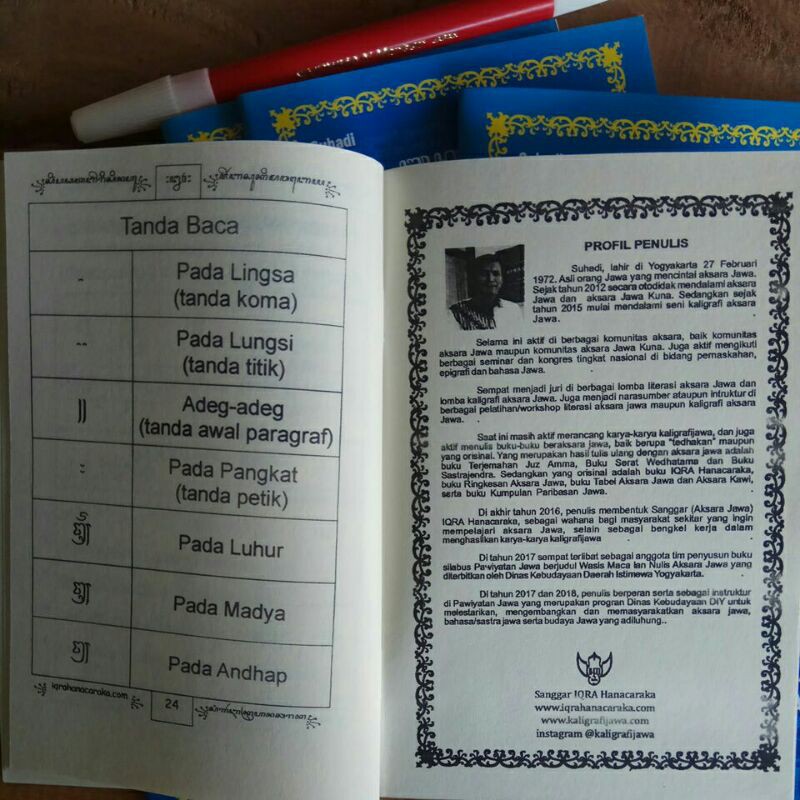 Suhadi
Tanda Baca
Pada Lingsa
(tanda koma)
Pada Lungsi
(tanda titik)
Adeg-adeg
(tanda awal paragraf)
Pada Pangkat
(tanda petik)
Pada Luhur
Pada Madya
Pada Andhap
iqrahanacaraka.com
24
PROFIL PENULIS
Suhadi, lahir di Yogyakarta 27 Februari
1972. Asli orang Jawa yang mencintai aksara Jawa.
Sejak tahun 2012 secara otodidak mendalami aksara
Jawa dan aksara Jawa Kuna. Sedangkan sejak
tahun 2015 mulai mendalami seni kaligrafi aksara
Jawa.
Selama ini aktif di berbagai komunitas aksara, baik komunitas
aksara Jawa maupun komunitas aksara Jawa Kuna. Juga aktif mengikuti
berbagai seminar dan kongres tingkat nasional di bidang pernaskahan,
epigrafi dan bahasa Jawa.
Sempat menjadi juri di berbagai lomba literasi aksara Jawa dan
lomba kaligrafi aksara Jawa. Juga menjadi narasumber ataupun intruktur di
berbagai pelatihan/workshop literasi aksara jawa maupun kaligrafi aksara
Jawa.
Saat ini masih aktif merancang karya-karya kaligrafijawa, dan juga
aktif menulis buku-buku beraksara jawa, baik berupa "tedhakan" maupun
yang orisinal. Yang merupakan hasil tulis ulang dengan aksara jawa adalah
buku Terjemahan Juz Amma, Buku Serat Wedhatama dan Buku
Sastrajendra. Sedangkan yang orisinal adalah buku IQRA Hanacaraka,
buku Ringkesan Aksara Jawa, buku Tabel Aksara Jawa dan Aksara Kawi,
serta buku Kumpulan Paribasan Jawa.
Di akhir tahun 2016, penulis membentuk Sanggar (Aksara Jawa)
IQRA Hanacaraka, sebagai wahana bagi masyarakat sekitar yang ingin
mempelajari aksara Jawa, selain sebagai bengkel kerja dalam
menghasilkan karya-karya kaligrafijawa
Di tahun 2017 sempat terlibat sebagai anggota tim penyusun buku
silabus Pawiyatan Jawa berjudul Wasis Maca lan Nulis Aksara Jawa yang
diterbitkan oleh Dinas Kebudayaan Daerah Istimewa Yogyakarta.
Di tahun 2017 dan 2018, penulis berperan serta sebagai instruktur
di Pawiyatan Jawa yang merupakan program Dinas Kebudayaan DIY untuk
melestarikan, mengembangkan dan memasyarakatkan aksara jawa,
bahasa/sastra jawa serta budaya Jawa yang adiluhung..
Sanggar IQRA Hanacaraka
www.iqrahanacaraka.com
www.kaligrafijawa.com
instagram @kaligrafijawa